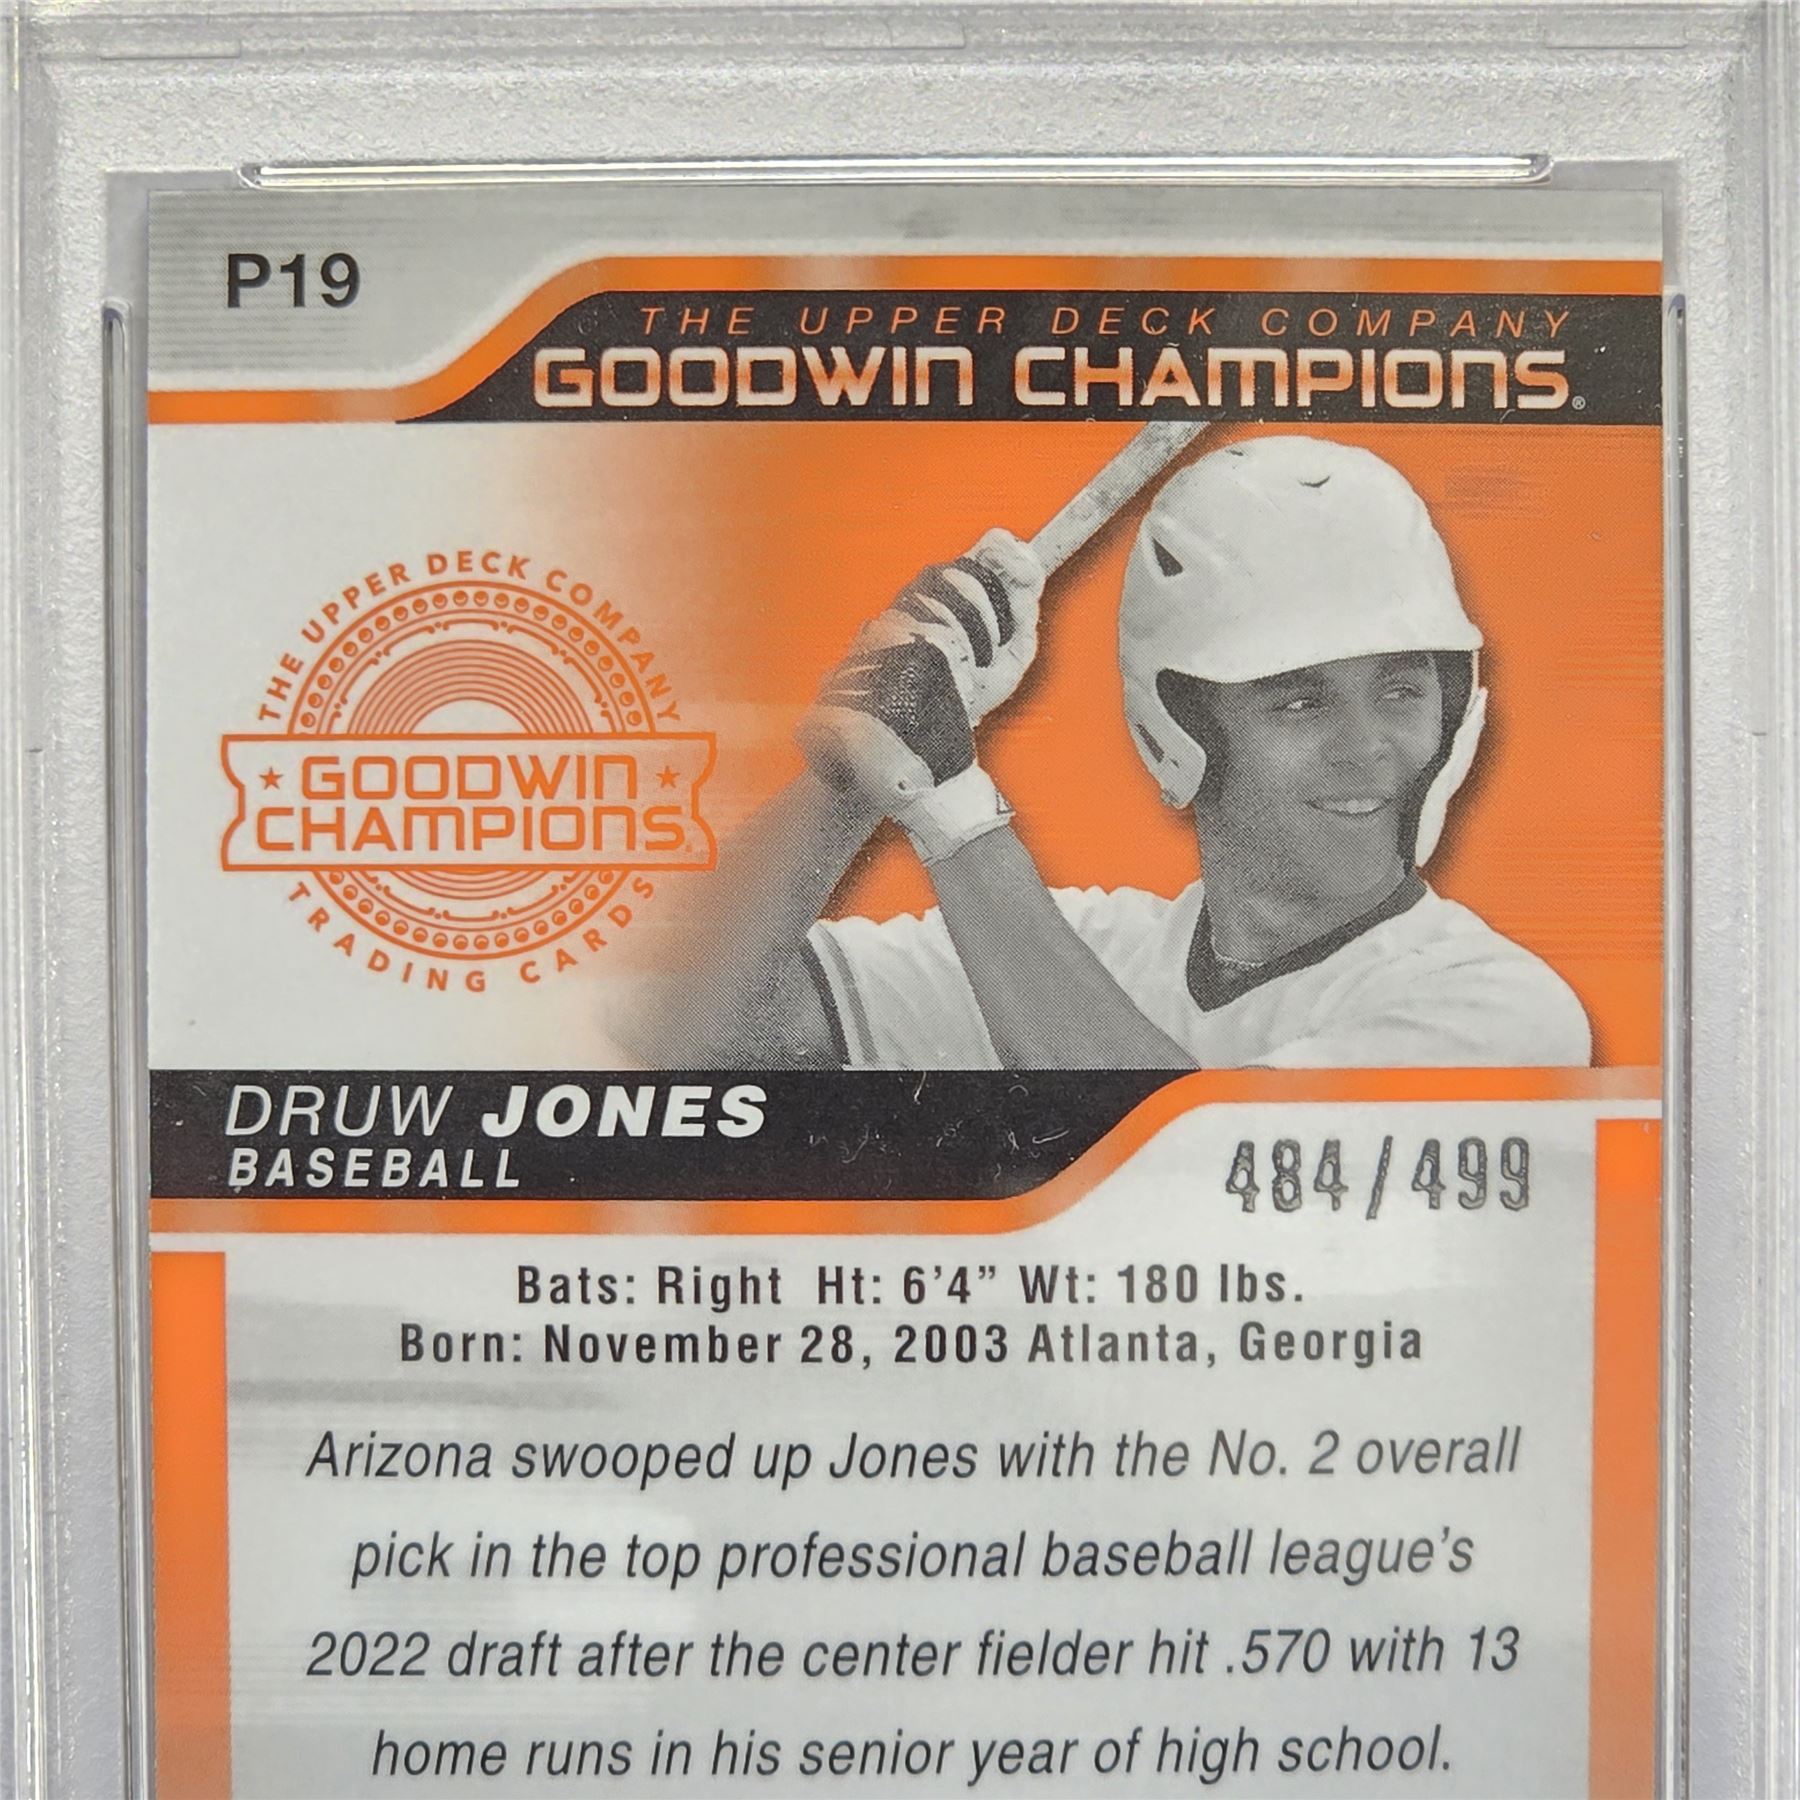 P19
THE UPPER DECK COMPANY
GOODWIN CHAMPIONS®
THE UPPER DECK COMPANY
GOODWIN
CHAMPIONS®
TRADING CARDS
DRUW JONES
BASEBALL
484/499
Bats: Right Ht: 6’4” Wt: 180 lbs.
Born: November 28, 2003 Atlanta, Georgia
Arizona swooped up Jones with the No. 2 overall
pick in the top professional baseball league’s
2022 draft after the center fielder hit .570 with 13
home runs in his senior year of high school.